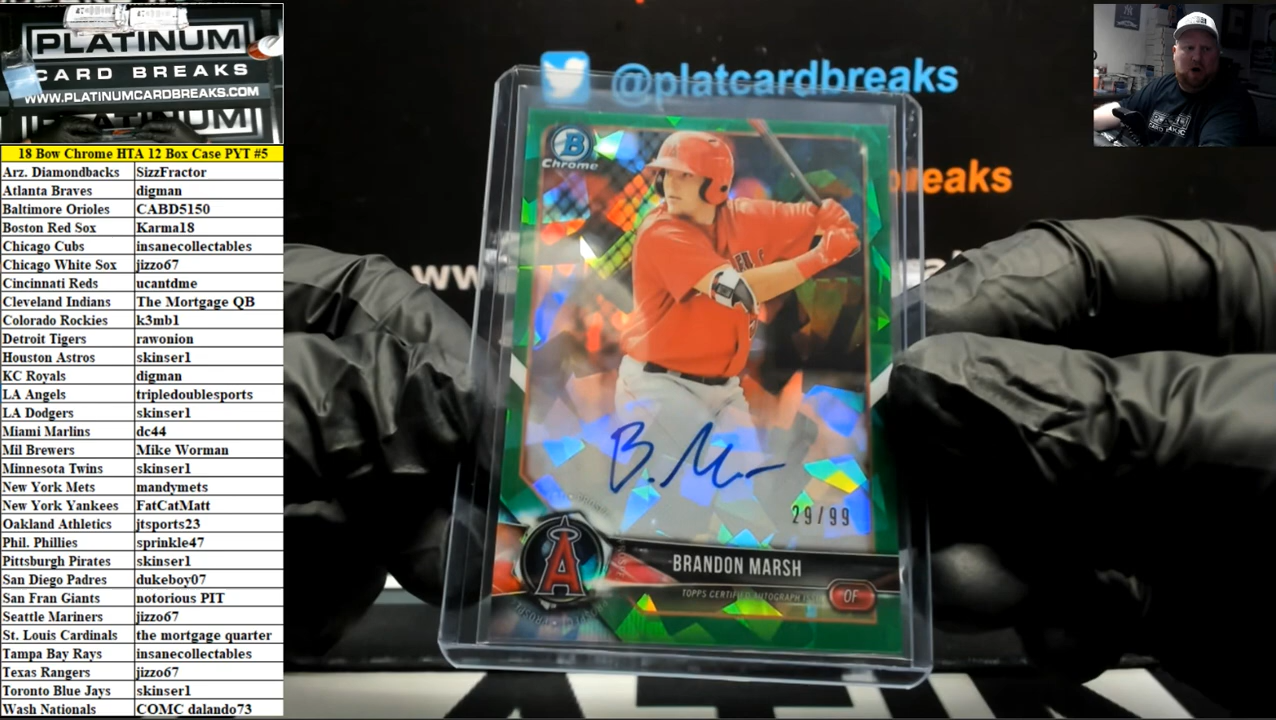 PLATINUM
CARD BREAKS
WWW.PLATINUMCARDBREAKS.COM
PLATINUM
18 Bow Chrome HTA 12 Box Case PYT #5
Arz. Diamondbacks SizzFractor
Atlanta Braves digman
Baltimore Orioles CABD5150
Boston Red Sox Karma18
Chicago Cubs insanecollectables
Chicago White Sox jizzo67
Cincinnati Reds ucantdme
Cleveland Indians The Mortgage QB
Colorado Rockies k3mb1
Detroit Tigers rawonion
Houston Astros skinser1
KC Royals digman
LA Angels tripledoublesports
LA Dodgers skinser1
Miami Marlins dc44
Mil Brewers Mike Worman
Minnesota Twins skinser1
New York Mets mandymets
New York Yankees FatCatMatt
Oakland Athletics jtsports23
Phil. Phillies sprinkle47
Pittsburgh Pirates skinser1
San Diego Padres dukeboy07
San Fran Giants notorious PIT
Seattle Mariners jizzo67
St. Louis Cardinals the mortgage quarter
Tampa Bay Rays insanecollectables
Texas Rangers jizzo67
Toronto Blue Jays skinser1
Wash Nationals COMC dalando73
@platcardbreaks
reaks
ww
B
Chrome
B. M
29/99
BRANDON MARSH
TOPPS CERTIFIED AUTOGRAPH
OF
A